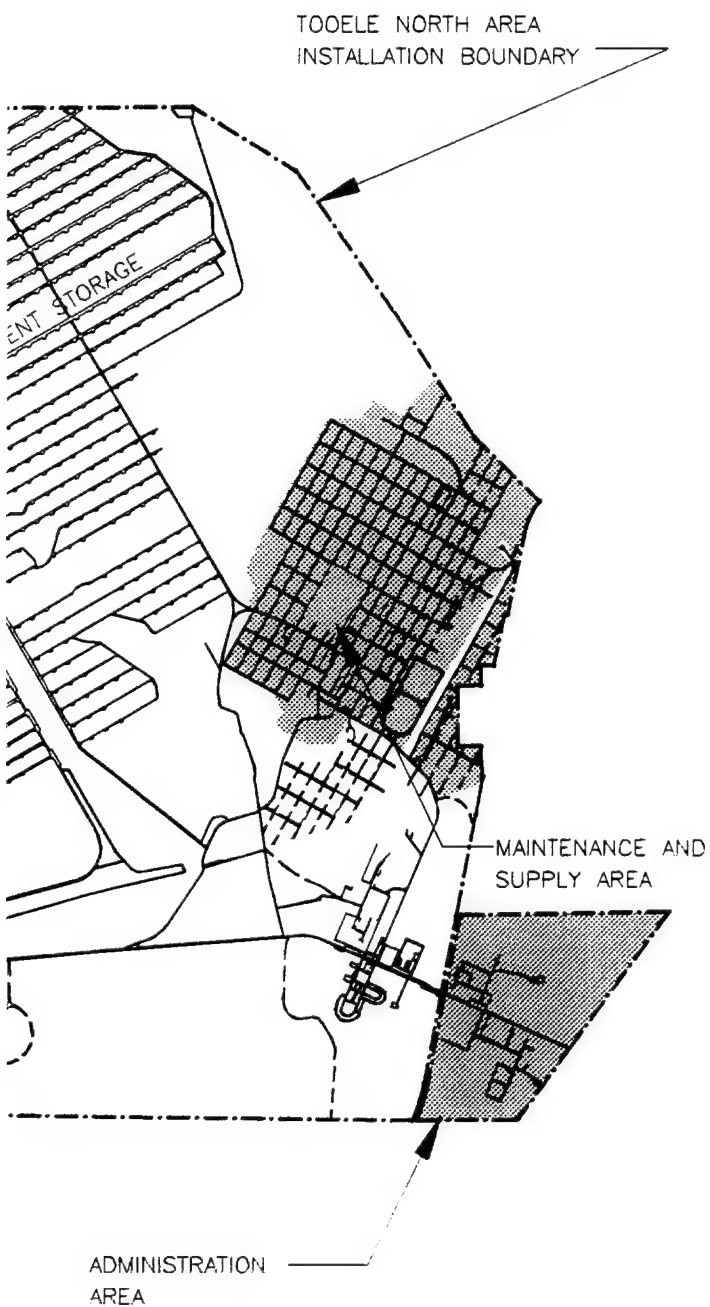 TOOELE NORTH AREA
INSTALLATION BOUNDARY
ENT STORAGE
MAINTENANCE AND
SUPPLY AREA
ADMINISTRATION
AREA